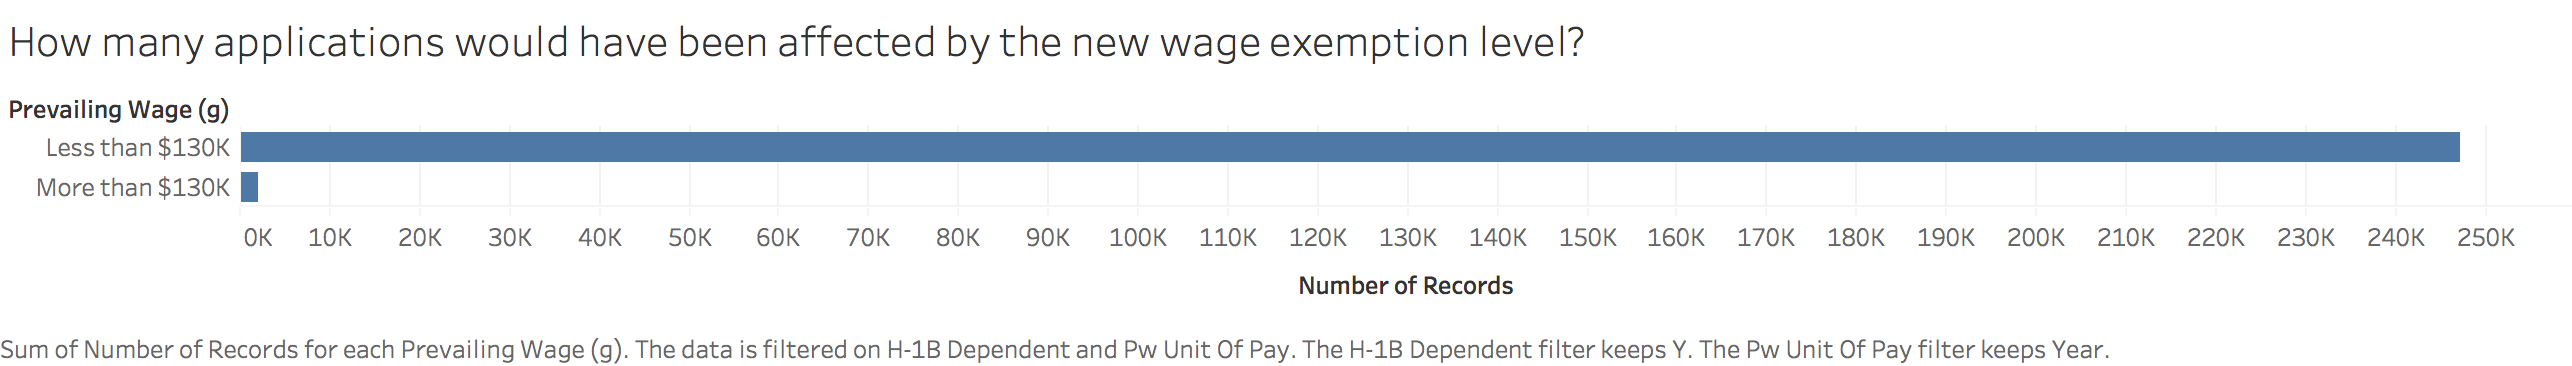 How many applications would have been affected by the new wage exemption level?
Prevailing Wage (g)
Less than $130K
More than $130K
0K 10K 20K 30K 40K 50K 60K 70K 80K 90K 100K 110K 120K 130K 140K 150K 160K 170K 180K 190K 200K 210K 220K 230K 240K 250K
Number of Records
Sum of Number of Records for each Prevailing Wage (g). The data is filtered on H-1B Dependent and Pw Unit Of Pay. The H-1B Dependent filter keeps Y. The Pw Unit Of Pay filter keeps Year.